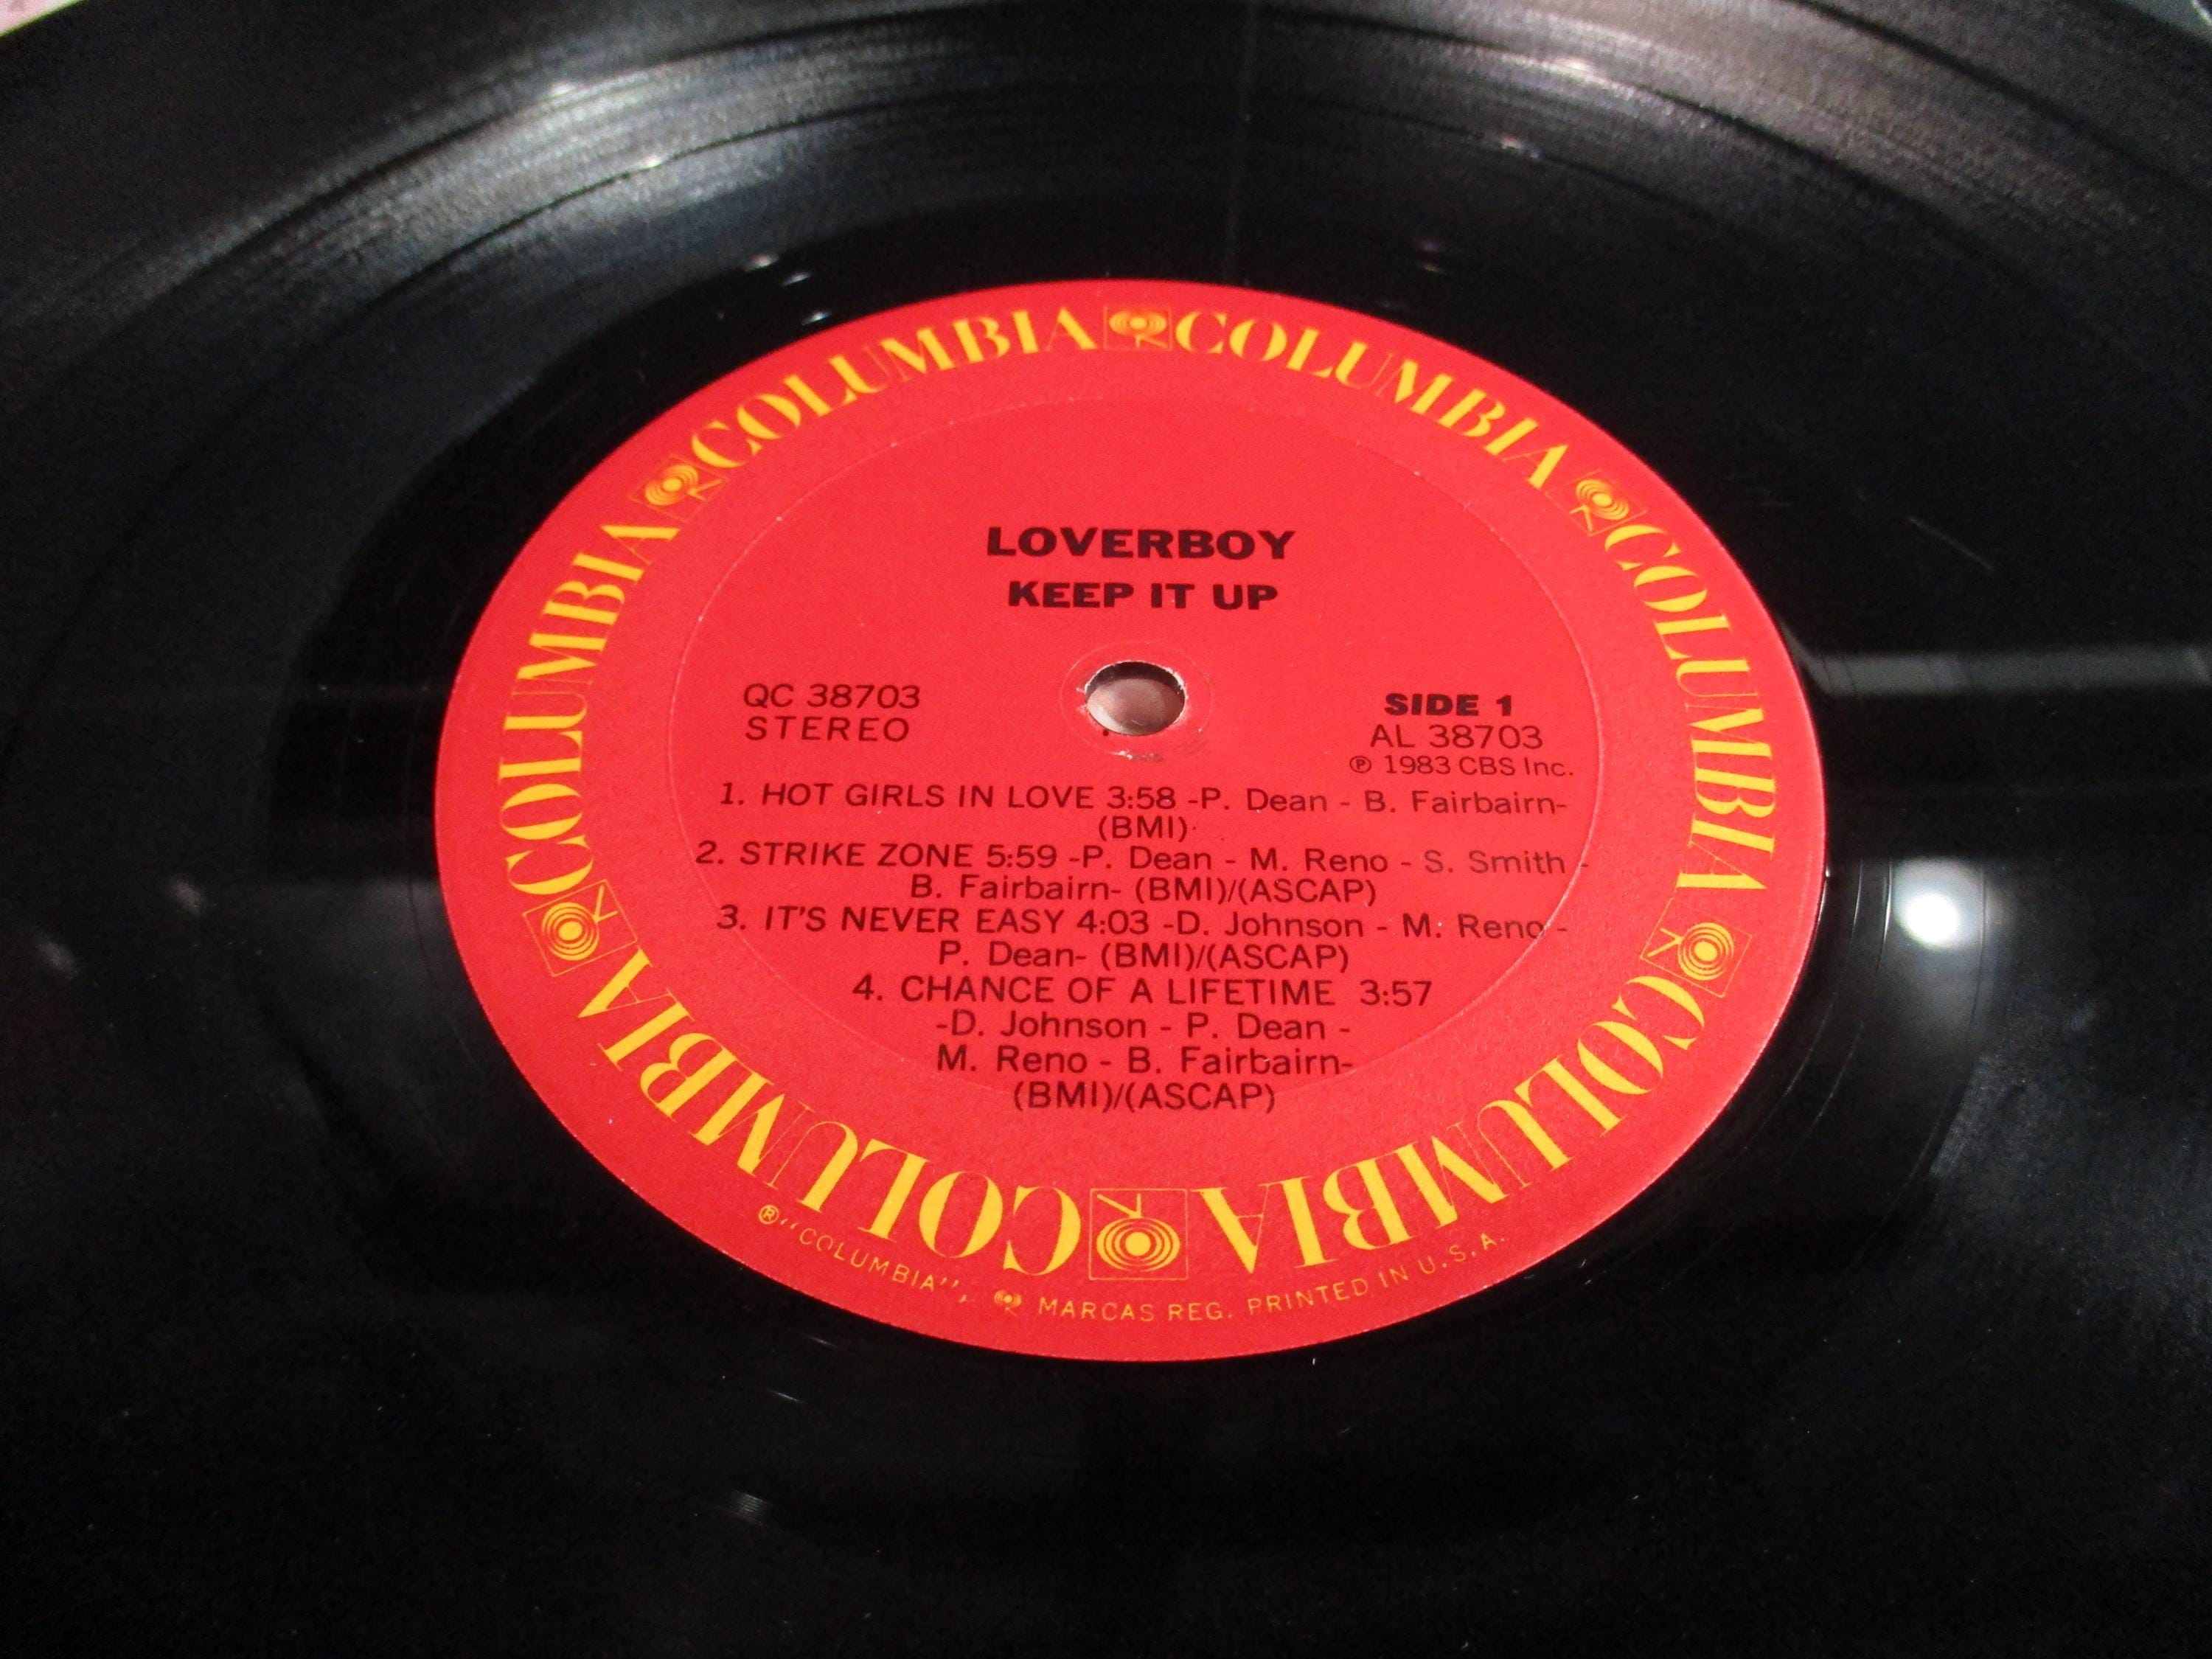 COLUMBIA COLUMBIA COLUMBIA COLUMBIA COLUMBIA COLUMBIA
LOVERBOY
KEEP IT UP
QC 38703
STEREO
SIDE 1
AL 38703
℗ 1983 CBS Inc.
1. HOT GIRLS IN LOVE 3:58 -P. Dean - B. Fairbairn-
(BMI)
2. STRIKE ZONE 5:59 -P. Dean - M. Reno - S. Smith -
B. Fairbairn- (BMI)/(ASCAP)
3. IT'S NEVER EASY 4:03 -D. Johnson - M. Reno -
P. Dean- (BMI)/(ASCAP)
4. CHANCE OF A LIFETIME 3:57
-D. Johnson - P. Dean -
M. Reno - B. Fairbairn-
(BMI)/(ASCAP)
® "COLUMBIA", MARCAS REG. PRINTED IN U.S.A.